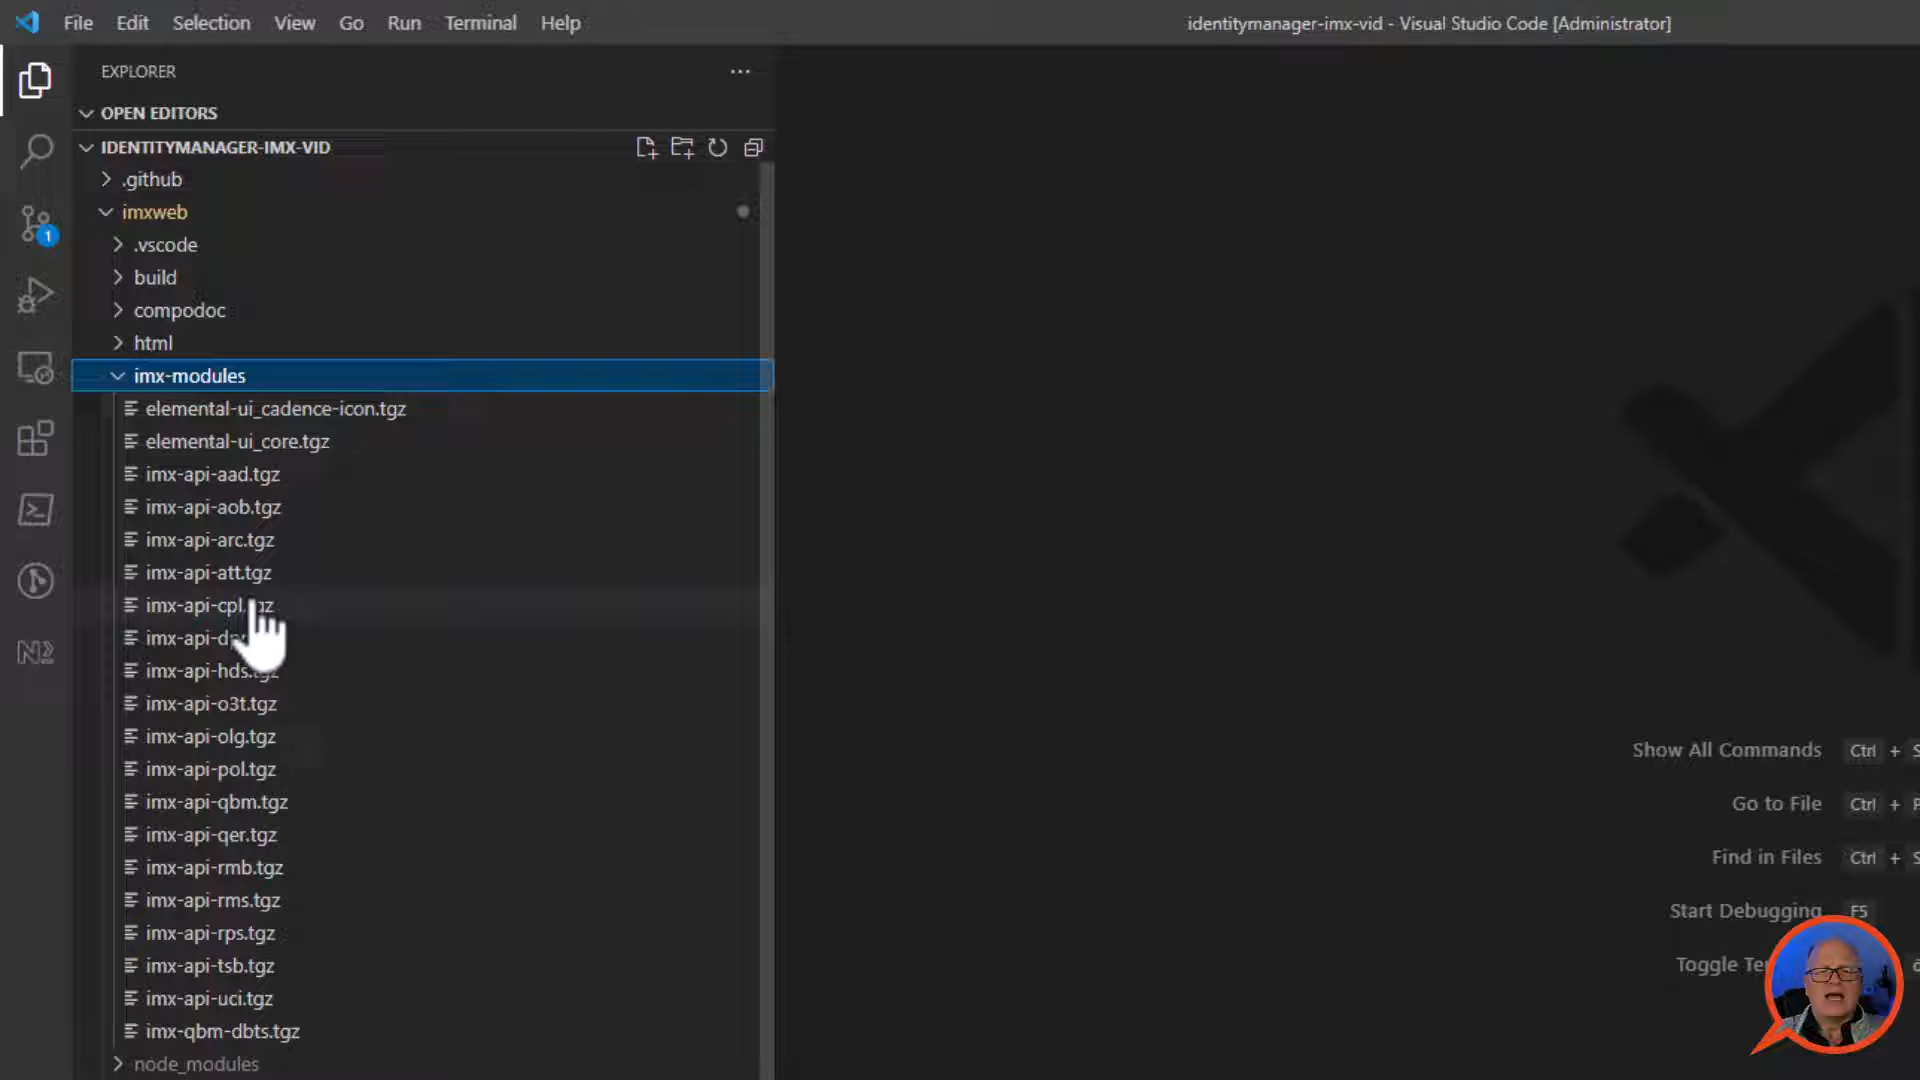 File Edit Selection View Go Run Terminal Help
identitymanager-imx-vid - Visual Studio Code [Administrator]
EXPLORER
OPEN EDITORS
IDENTITYMANAGER-IMX-VID
.github
imxweb
.vscode
build
compodoc
html
imx-modules
elemental-ui_cadence-icon.tgz
elemental-ui_core.tgz
imx-api-aad.tgz
imx-api-aob.tgz
imx-api-arc.tgz
imx-api-att.tgz
imx-api-cpl.tgz
imx-api-hds.tgz
imx-api-o3t.tgz
imx-api-olg.tgz
imx-api-pol.tgz
imx-api-qbm.tgz
imx-api-qer.tgz
imx-api-rmb.tgz
imx-api-rms.tgz
imx-api-rps.tgz
imx-api-tsb.tgz
imx-api-uci.tgz
imx-qbm-dbts.tgz
node_modules
1
Show All Commands Ctrl + S
Go to File Ctrl + P
Find in Files Ctrl + S
Start Debugging F5
Toggle